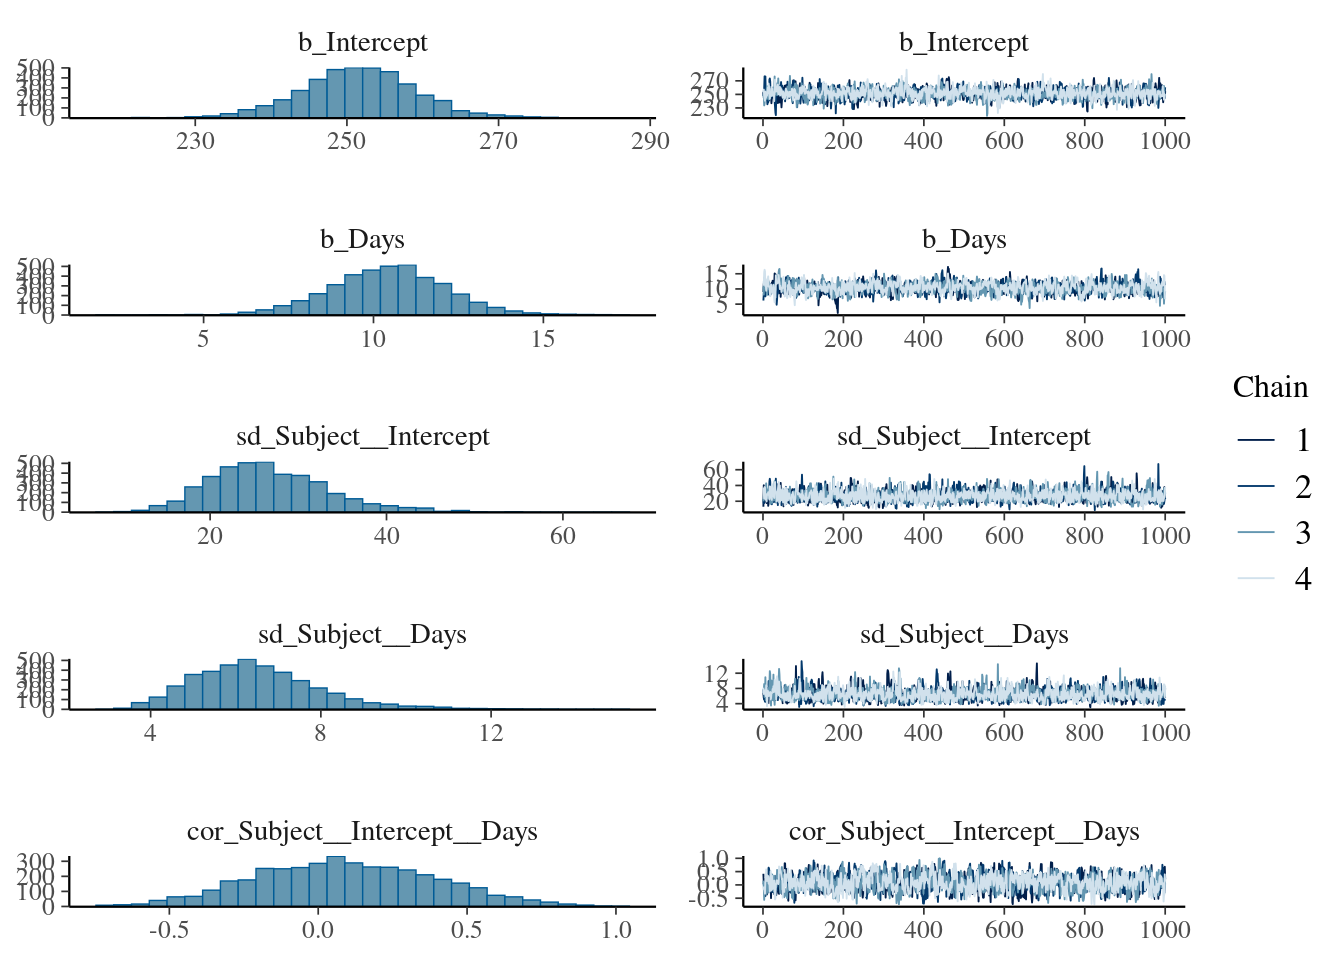 b_Intercept
500
400
300
200
100
0
230 250 270 290
b_Intercept
270
250
230
0 200 400 600 800 1000
b_Days
500
400
300
200
100
0
5 10 15
b_Days
15
10
5
0 200 400 600 800 1000
Chain
1
2
3
4
sd_Subject__Intercept
500
400
300
200
100
0
20 40 60
sd_Subject__Intercept
60
40
20
0 200 400 600 800 1000
sd_Subject__Days
500
400
300
200
100
0
4 8 12
sd_Subject__Days
12
8
4
0 200 400 600 800 1000
cor_Subject__Intercept__Days
300
200
100
0
-0.5 0.0 0.5 1.0
cor_Subject__Intercept__Days
1.0
0.5
0.0
-0.5
0 200 400 600 800 1000